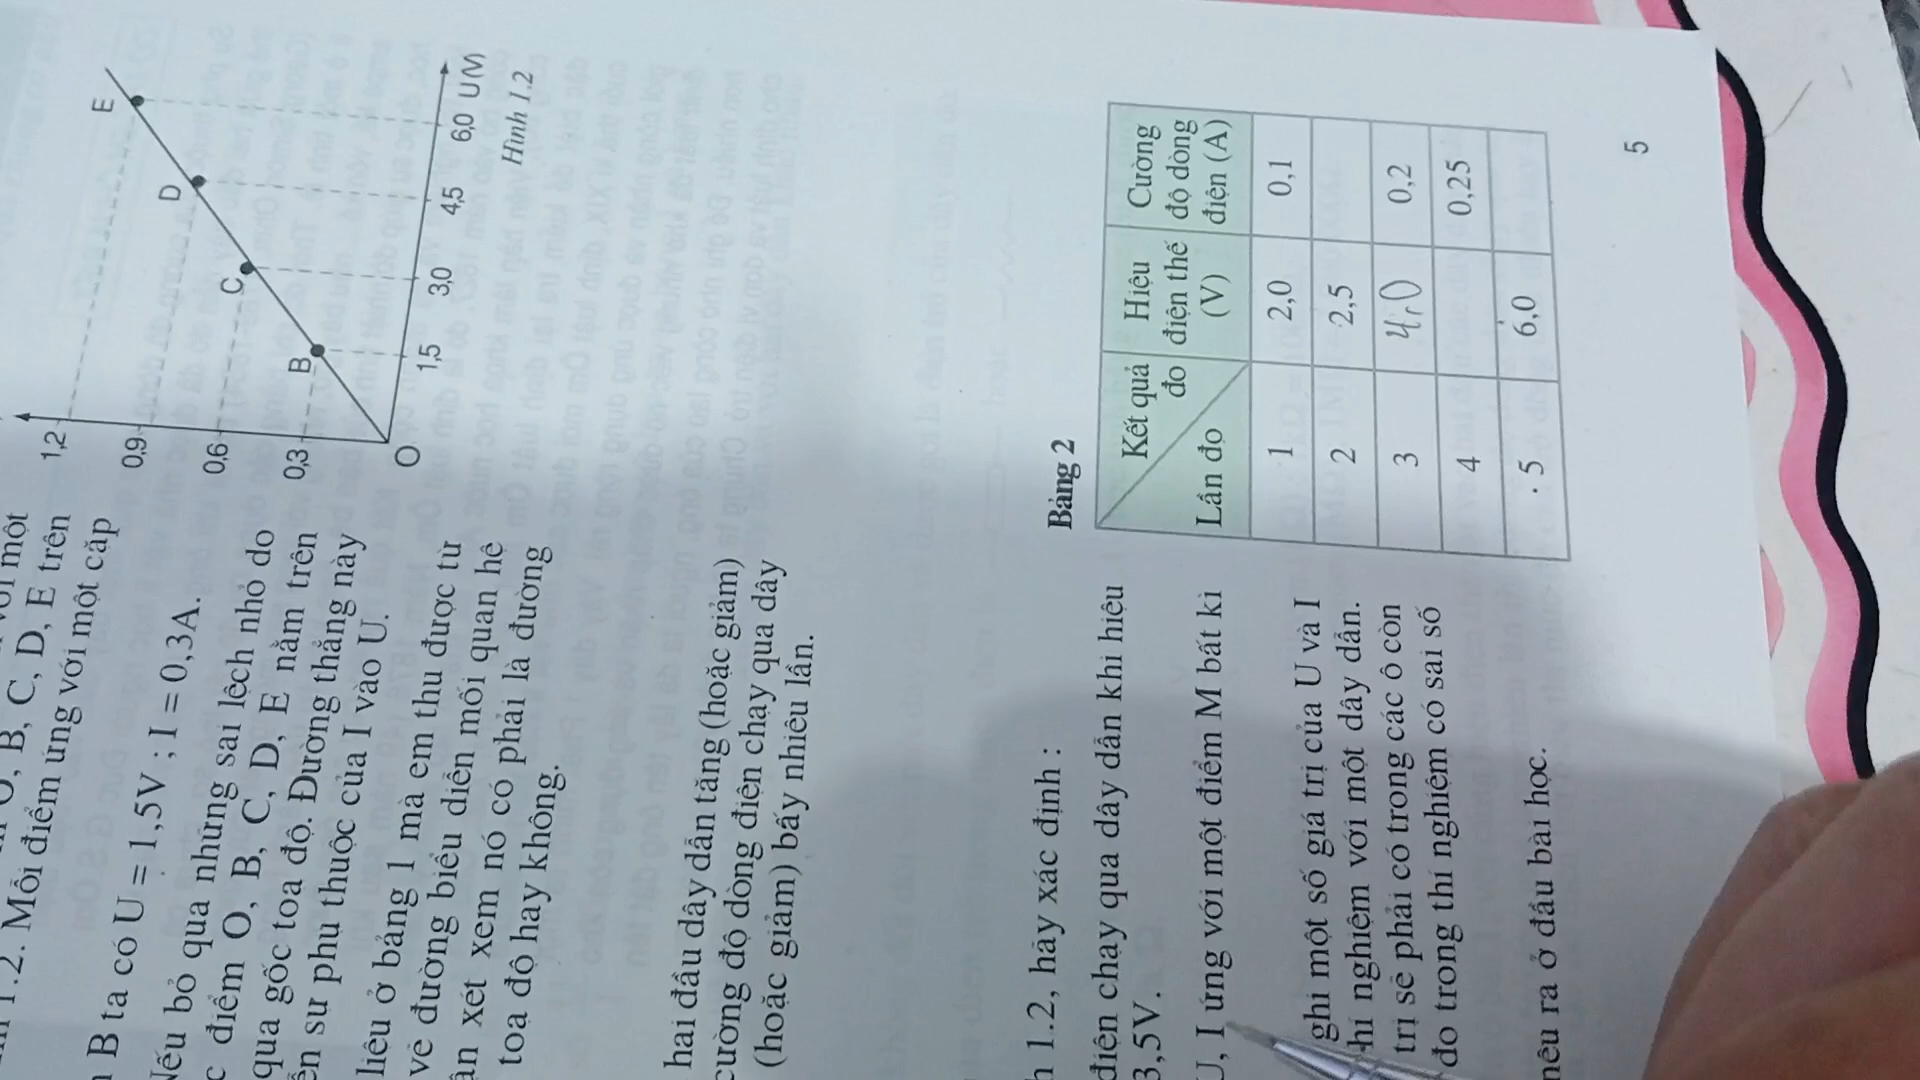 1.2. Mỗi điểm ứng với một cặp
B ta có U = 1,5V ; I = 0,3A.
Nếu bỏ qua những sai lệch nhỏ do
điểm O, B, C, D, E nằm trên
qua gốc toạ độ. Đường thẳng này
sự phụ thuộc của I vào U.
liệu ở bảng 1 mà em thu được từ
vẽ đường biểu diễn mối quan hệ
xét xem nó có phải là đường
toạ độ hay không.
1,2
0,9
0,6
0,3
O
B
C
D
E
1,5
3,0
4,5
6,0
U(V)
Hình 1.2
hai đầu dây dẫn tăng (hoặc giảm)
cường độ dòng điện chạy qua dây
(hoặc giảm) bấy nhiêu lần.
1.2, hãy xác định :
điện chạy qua dây dẫn khi hiệu
3,5V.
U, I ứng với một điểm M bất kì
ghi một số giá trị của U và I
thí nghiệm với một dây dẫn.
trị sẽ phải có trong các ô còn
đo trong thí nghiệm có sai số
nêu ra ở đầu bài học.
Bảng 2
Kết quả đo
Lần đo
Hiệu điện thế (V)
Cường độ dòng điện (A)
1 2,0 0,1
2 2,5
3 4,0 0,2
4 0,25
5 6,0
5